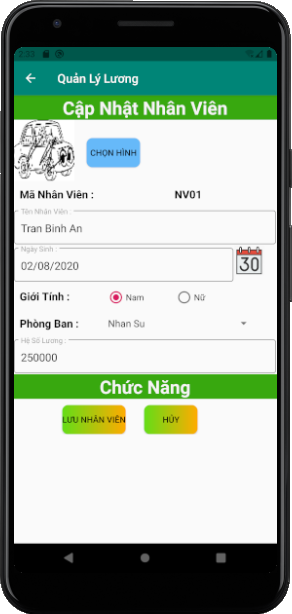 2:33
Quản Lý Lương
Cập Nhật Nhân Viên
CHỌN HÌNH
Mã Nhân Viên : NV01
Tên Nhân Viên :
Tran Binh An
Ngày Sinh :
02/08/2020
30
Giới Tính : Nam Nữ
Phòng Ban : Nhan Su
Hệ Số Lương :
250000
Chức Năng
LƯU NHÂN VIÊN HỦY